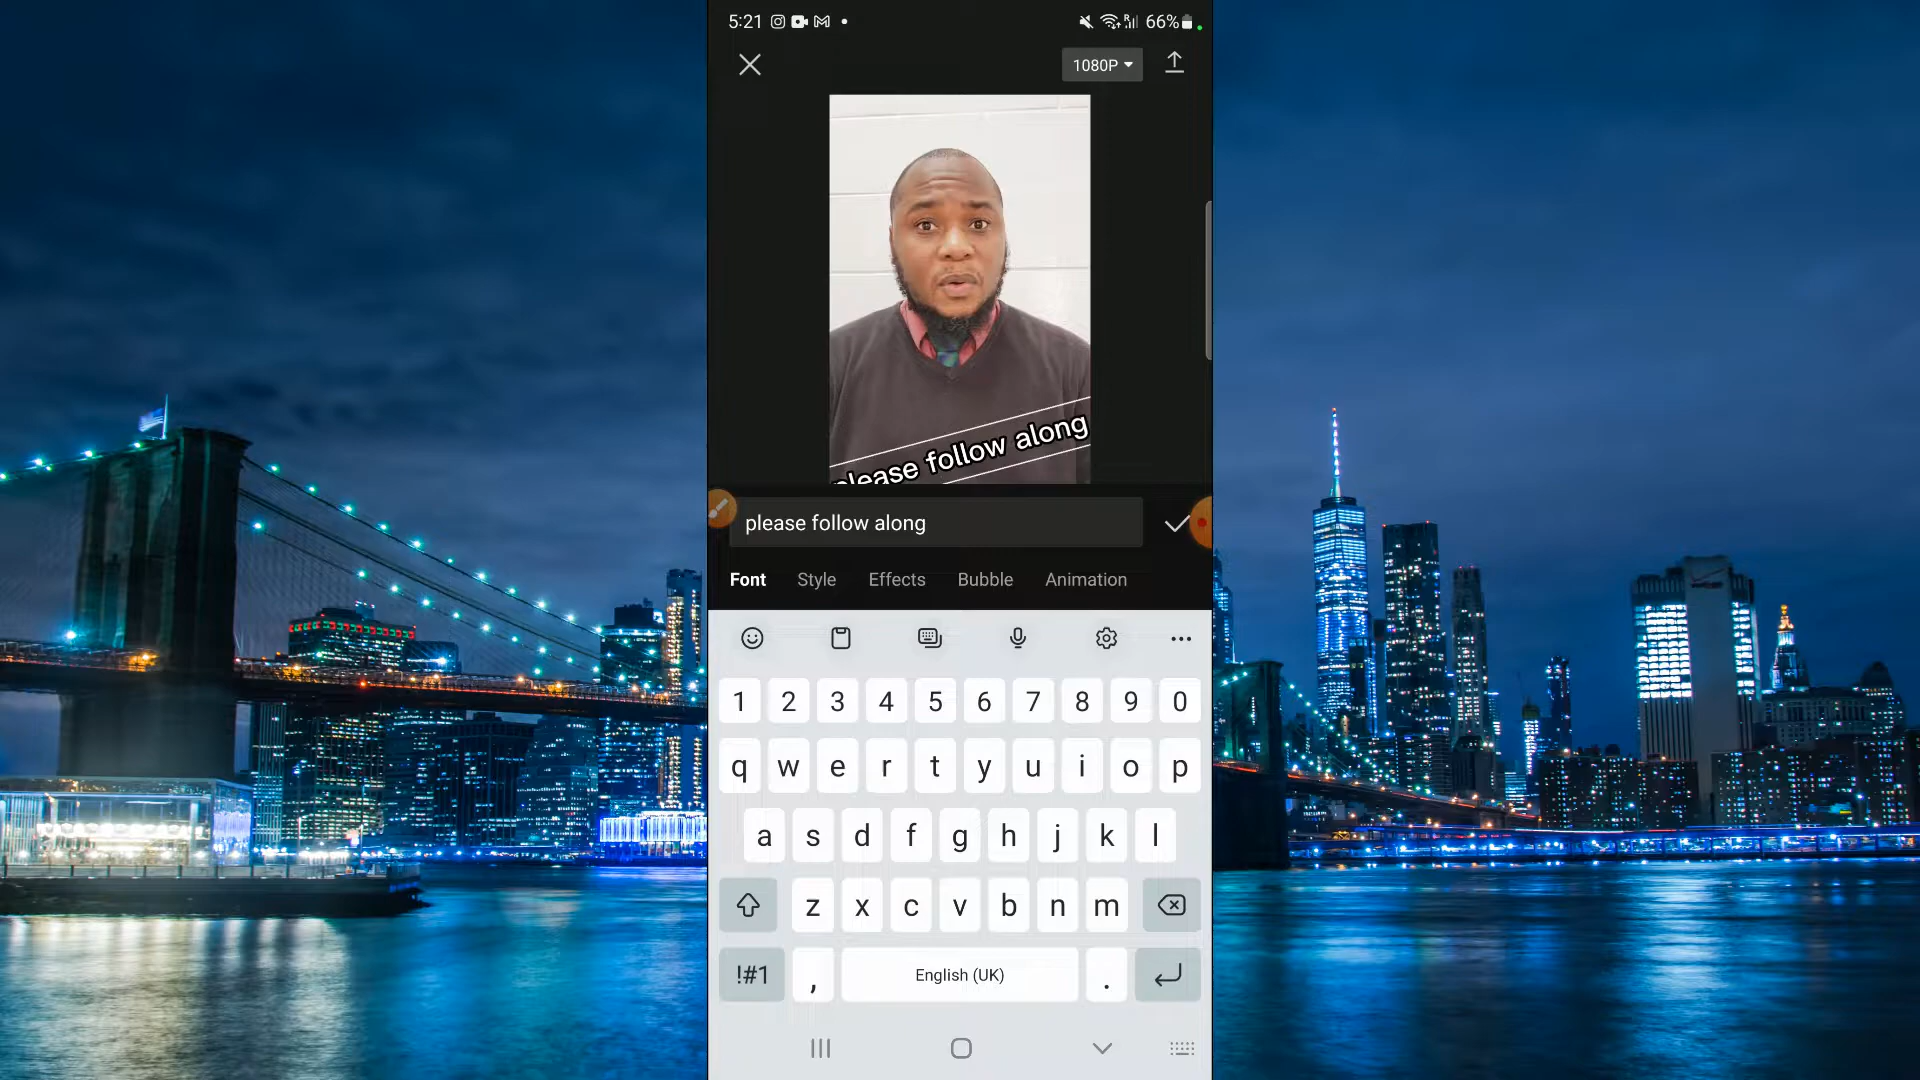 5:21
66%
1080P
please follow along
please follow along
Font Style Effects Bubble Animation
1 2 3 4 5 6 7 8 9 0
q w e r t y u i o p
a s d f g h j k l
z x c v b n m
!#1 , English (UK) .